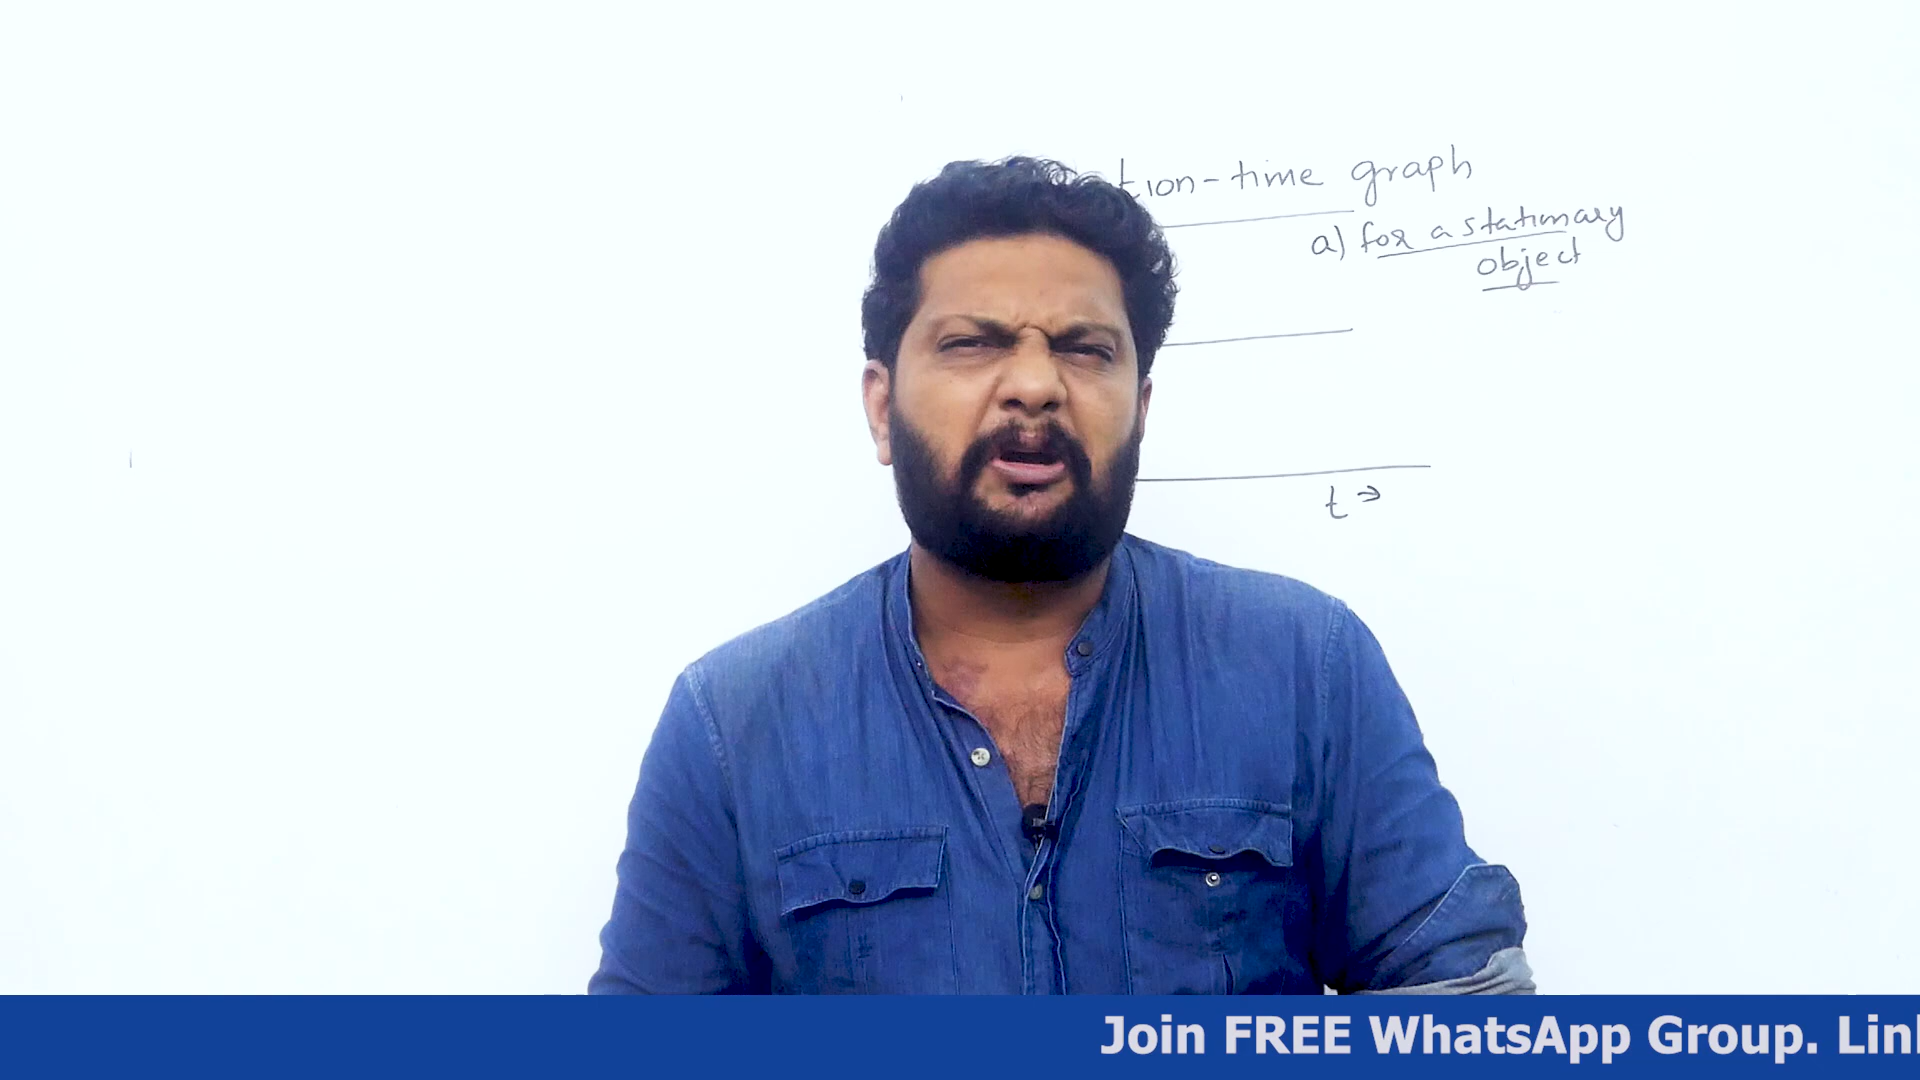 tion-time graph
a) for a stationary
object
t →
Join FREE WhatsApp Group. Lin